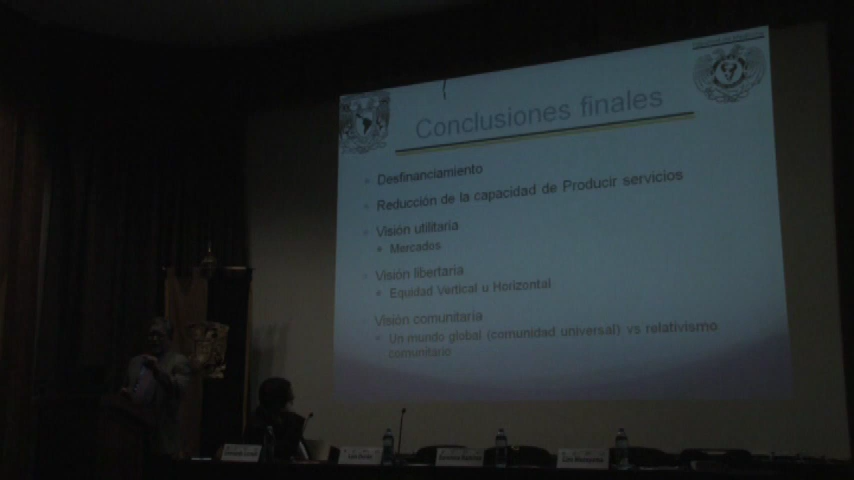 Conclusiones finales
Desfinanciamiento
Reducción de la capacidad de Producir servicios
Visión utilitaria
Mercados
Visión libertaria
Equidad Vertical u Horizontal
Visión comunitaria
Un mundo global (comunidad universal) vs relativismo
comunitario